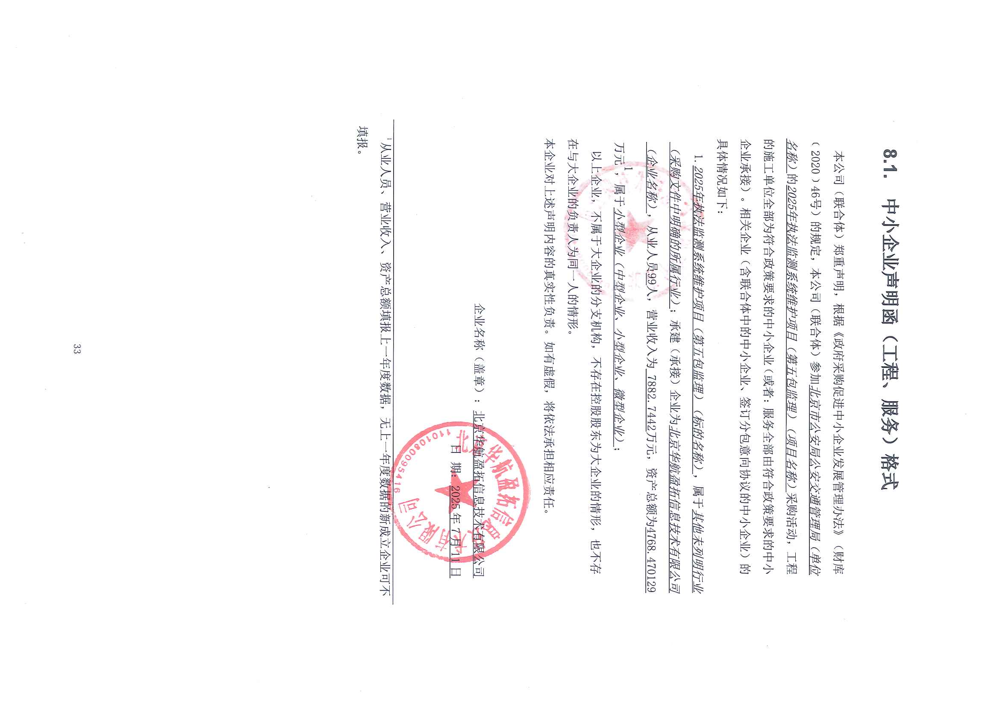 8.1. 中小企业声明函（工程、服务）格式
本公司（联合体）郑重声明，根据《政府采购促进中小企业发展管理办法》（财库
（2020）46号）的规定，本公司（联合体）参加北京市公安局公安交通管理局（单位
名称）的2025年执法监测系统维护项目（第五包监理）（项目名称）采购活动，工程
的施工单位全部为符合政策要求的中小企业（或者：服务全部由符合政策要求的中小
企业承接）。相关企业（含联合体中的中小企业、签订分包意向协议的中小企业）的
具体情况如下：
1. 2025年执法监测系统维护项目（第五包监理）（标的名称），属于其他未列明行业
（采购文件中明确的所属行业）；承建（承接）企业为北京华航盈拓信息技术有限公司
（企业名称），从业人员99人，营业收入为 7882.7442万元，资产总额为4768.470129
万元1，属于小型企业（中型企业、小型企业、微型企业）；
以上企业，不属于大企业的分支机构，不存在控股股东为大企业的情形，也不存
在与大企业的负责人为同一人的情形。
本企业对上述声明内容的真实性负责。如有虚假，将依法承担相应责任。
企业名称（盖章）：北京华航盈拓信息技术有限公司
日 期：2025年7月11日
北京华航盈拓信息技术有限公司
1101080095416
1从业人员、营业收入、资产总额填报上一年度数据，无上一年度数据的新成立企业可不
填报。
33